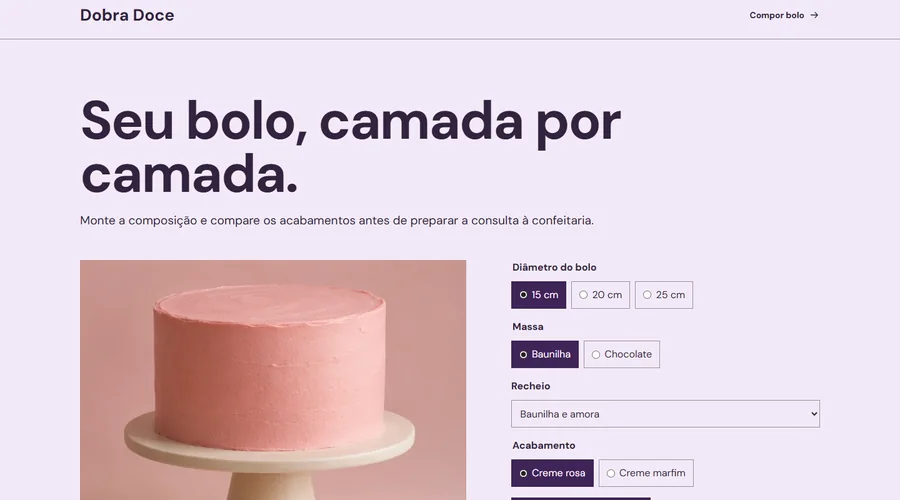 Dobra Doce
Compor bolo
Seu bolo, camada por
camada.
Monte a composição e compare os acabamentos antes de preparar a consulta à confeitaria.
Diâmetro do bolo
15 cm
20 cm
25 cm
Massa
Baunilha
Chocolate
Recheio
Baunilha e amora
Acabamento
Creme rosa
Creme marfim